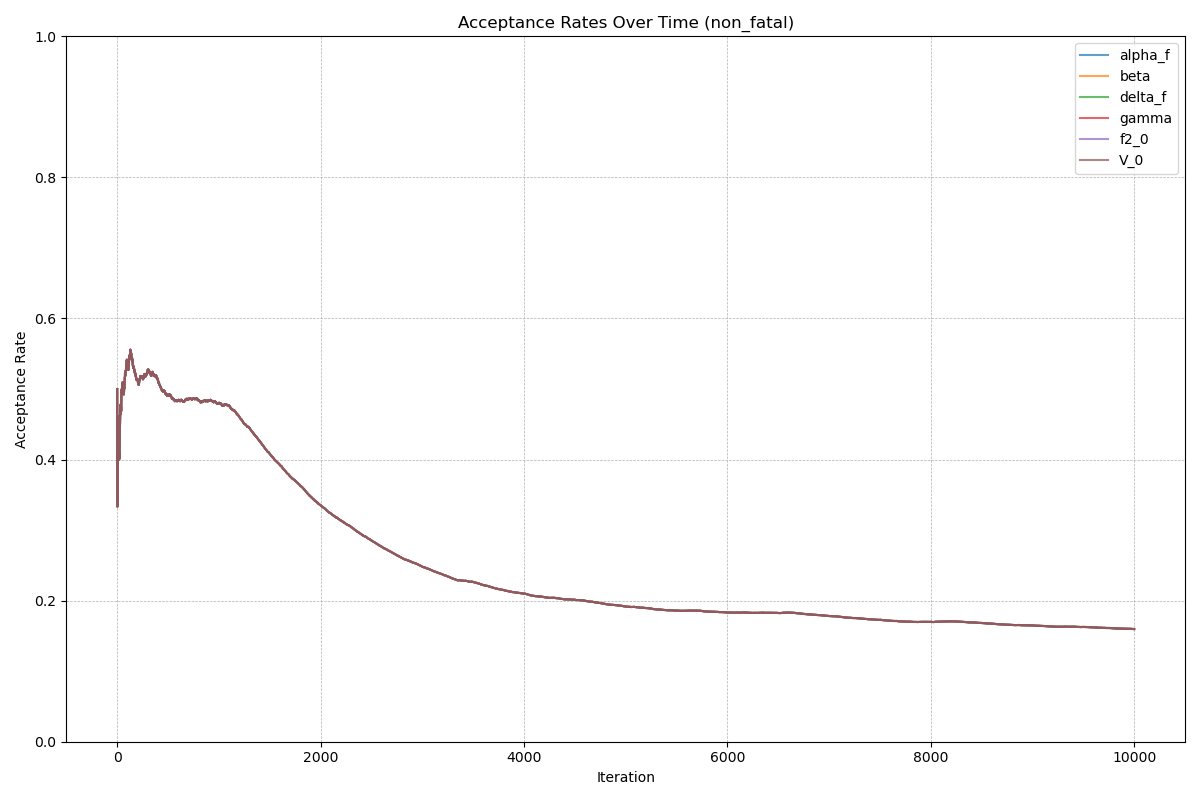 Acceptance Rates Over Time (non_fatal)
1.0
0.8
0.6
0.4
0.2
0.0
Acceptance Rate
alpha_f
beta
delta_f
gamma
f2_0
V_0
0 2000 4000 6000 8000 10000
Iteration